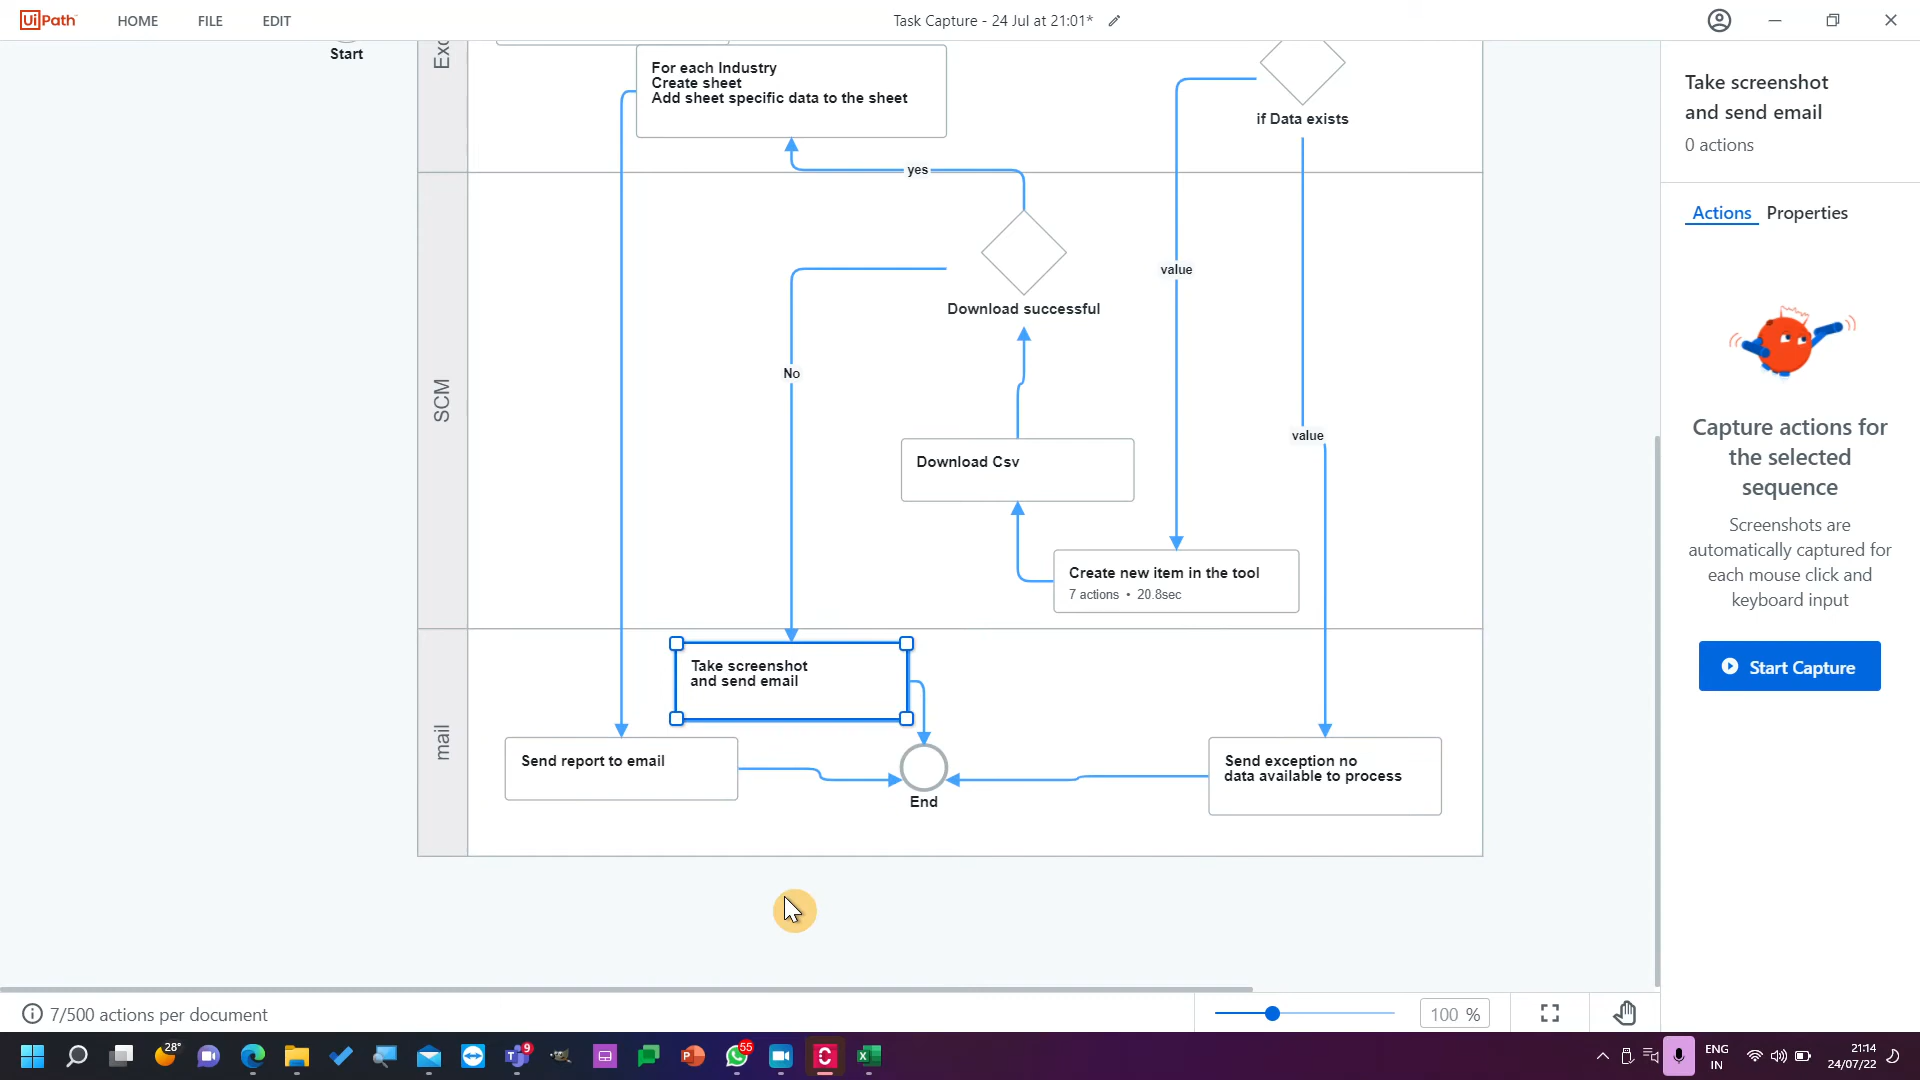 UiPath HOME FILE EDIT Task Capture - 24 Jul at 21:01*
Start
Exc
For each Industry
Create sheet
Add sheet specific data to the sheet
if Data exists
yes
SCM
Download successful
value
No
value
Download Csv
Create new item in the tool
7 actions • 20.8sec
mail
Take screenshot
and send email
Send report to email
End
Send exception no
data available to process
Take screenshot
and send email
0 actions
Actions Properties
Capture actions for
the selected
sequence
Screenshots are
automatically captured for
each mouse click and
keyboard input
Start Capture
7/500 actions per document
100 %
28°
9
55
ENG
IN
21:14
24/07/22